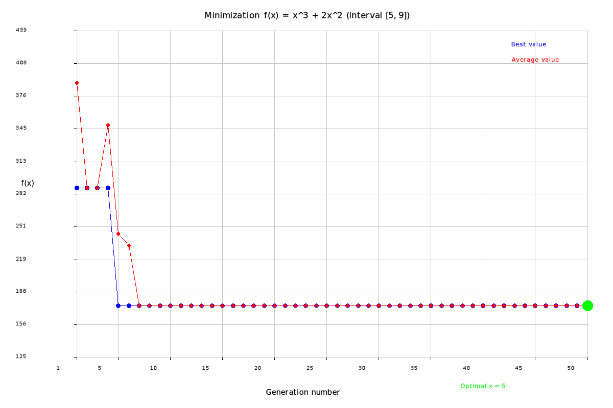 Minimization f(x) = x^3 + 2x^2 (interval [5, 9])
439
Best value
Average value
408
376
345
313
f(x)
282
251
219
188
156
125
1 5 10 15 20 25 30 35 40 45 50
Optimal x = 5
Generation number